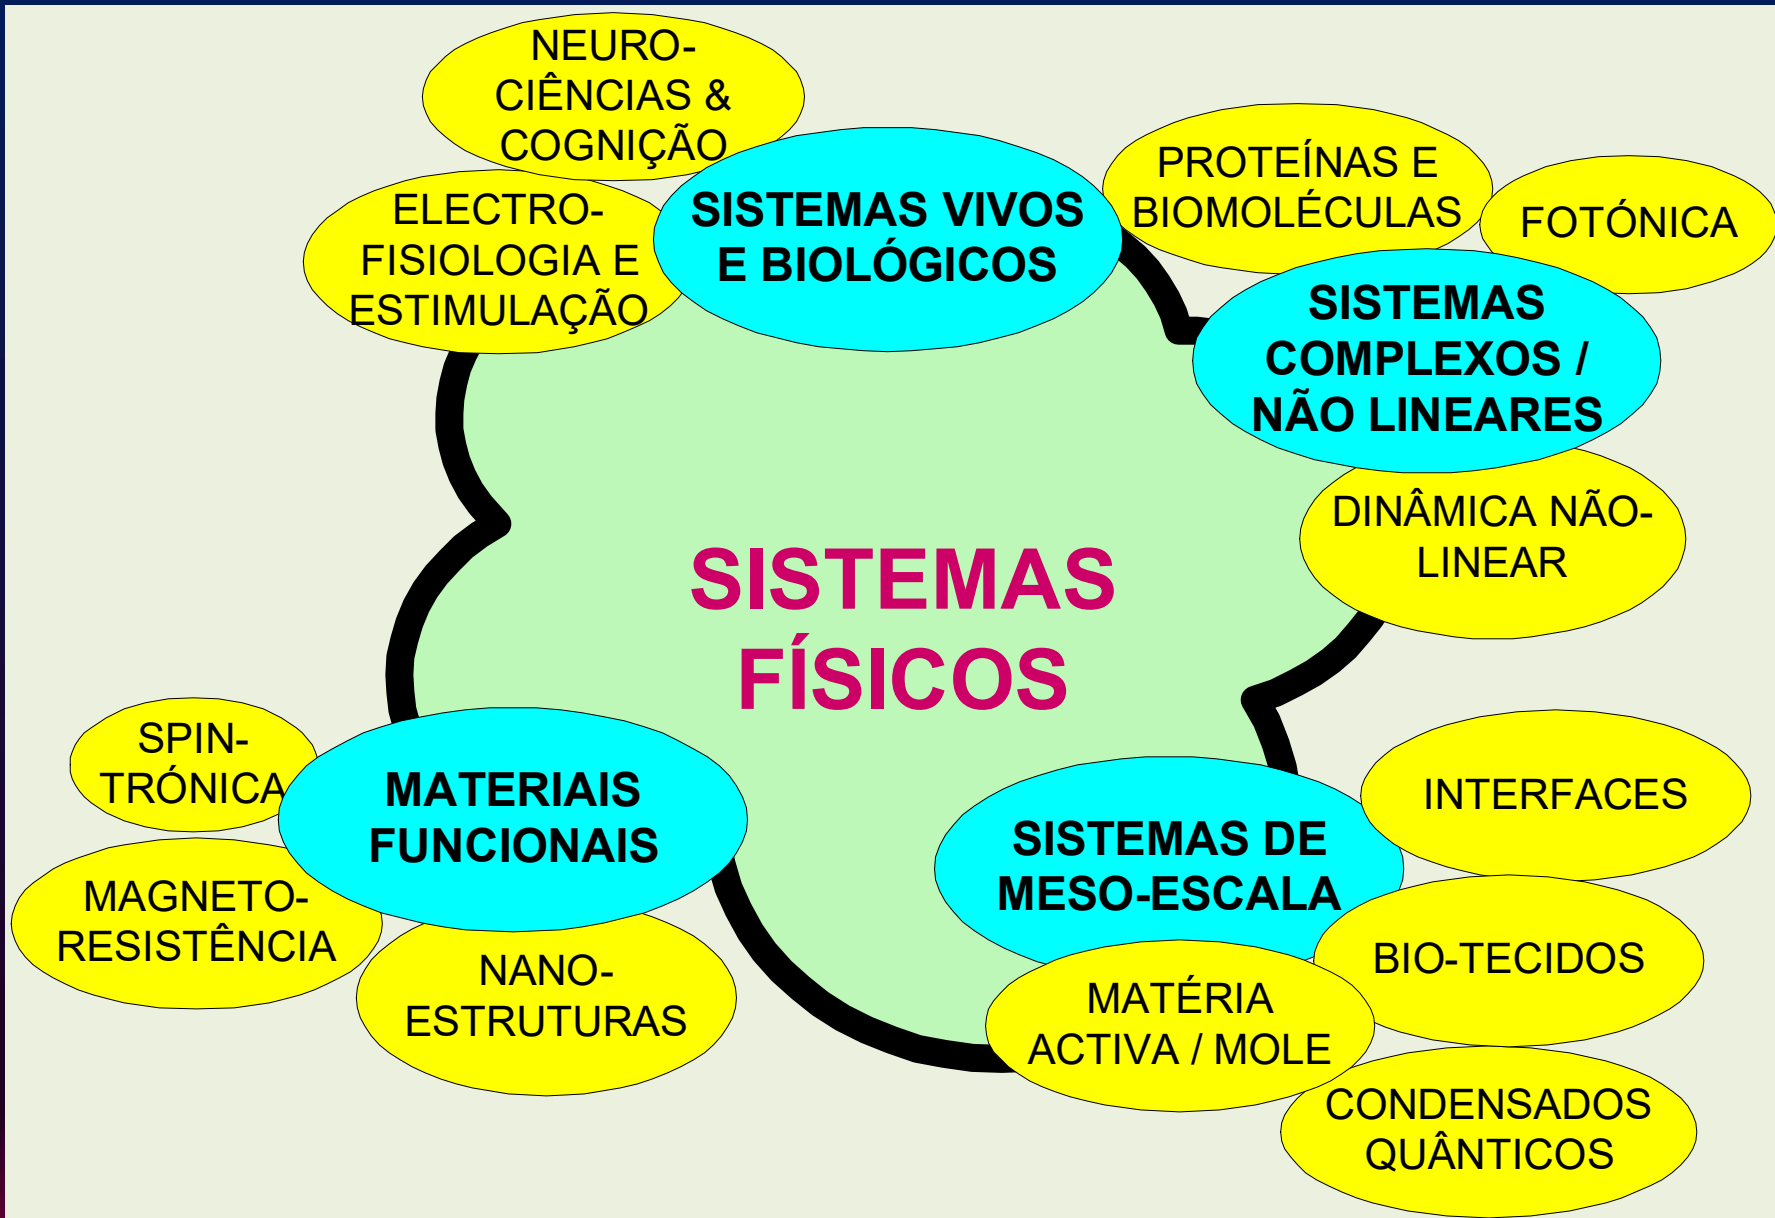 NEURO-
CIÊNCIAS &
COGNIÇÃO
ELECTRO-
FISIOLOGIA E
ESTIMULAÇÃO
SISTEMAS VIVOS
E BIOLÓGICOS
PROTEÍNAS E
BIOMOLÉCULAS
FOTÓNICA
SISTEMAS
COMPLEXOS /
NÃO LINEARES
DINÂMICA NÃO-
LINEAR
SISTEMAS
FÍSICOS
SPIN-
TRÓNICA
MATERIAIS
FUNCIONAIS
MAGNETO-
RESISTÊNCIA
NANO-
ESTRUTURAS
SISTEMAS DE
MESO-ESCALA
INTERFACES
BIO-TECIDOS
MATÉRIA
ACTIVA / MOLE
CONDENSADOS
QUÂNTICOS